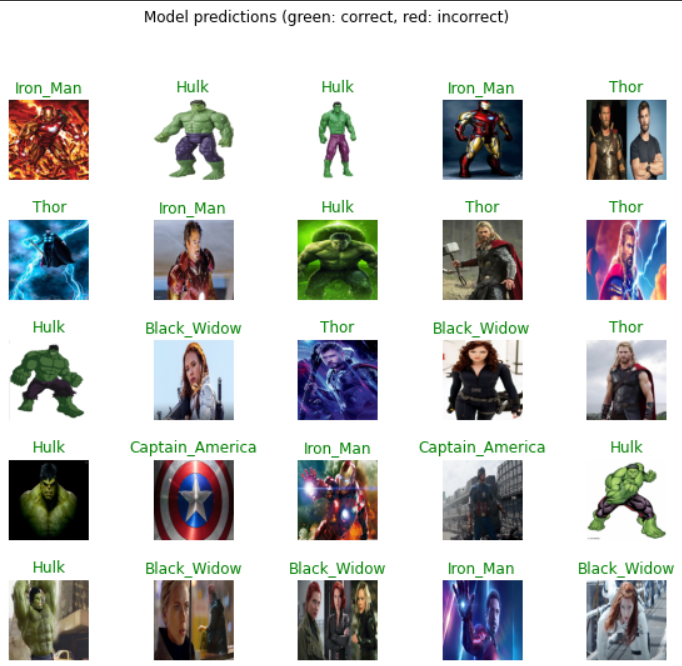 Model predictions (green: correct, red: incorrect)
Iron_Man Hulk Hulk Iron_Man Thor
Thor Iron_Man Hulk Thor Thor
Hulk Black_Widow Thor Black_Widow Thor
Hulk Captain_America Iron_Man Captain_America Hulk
Hulk Black_Widow Black_Widow Iron_Man Black_Widow